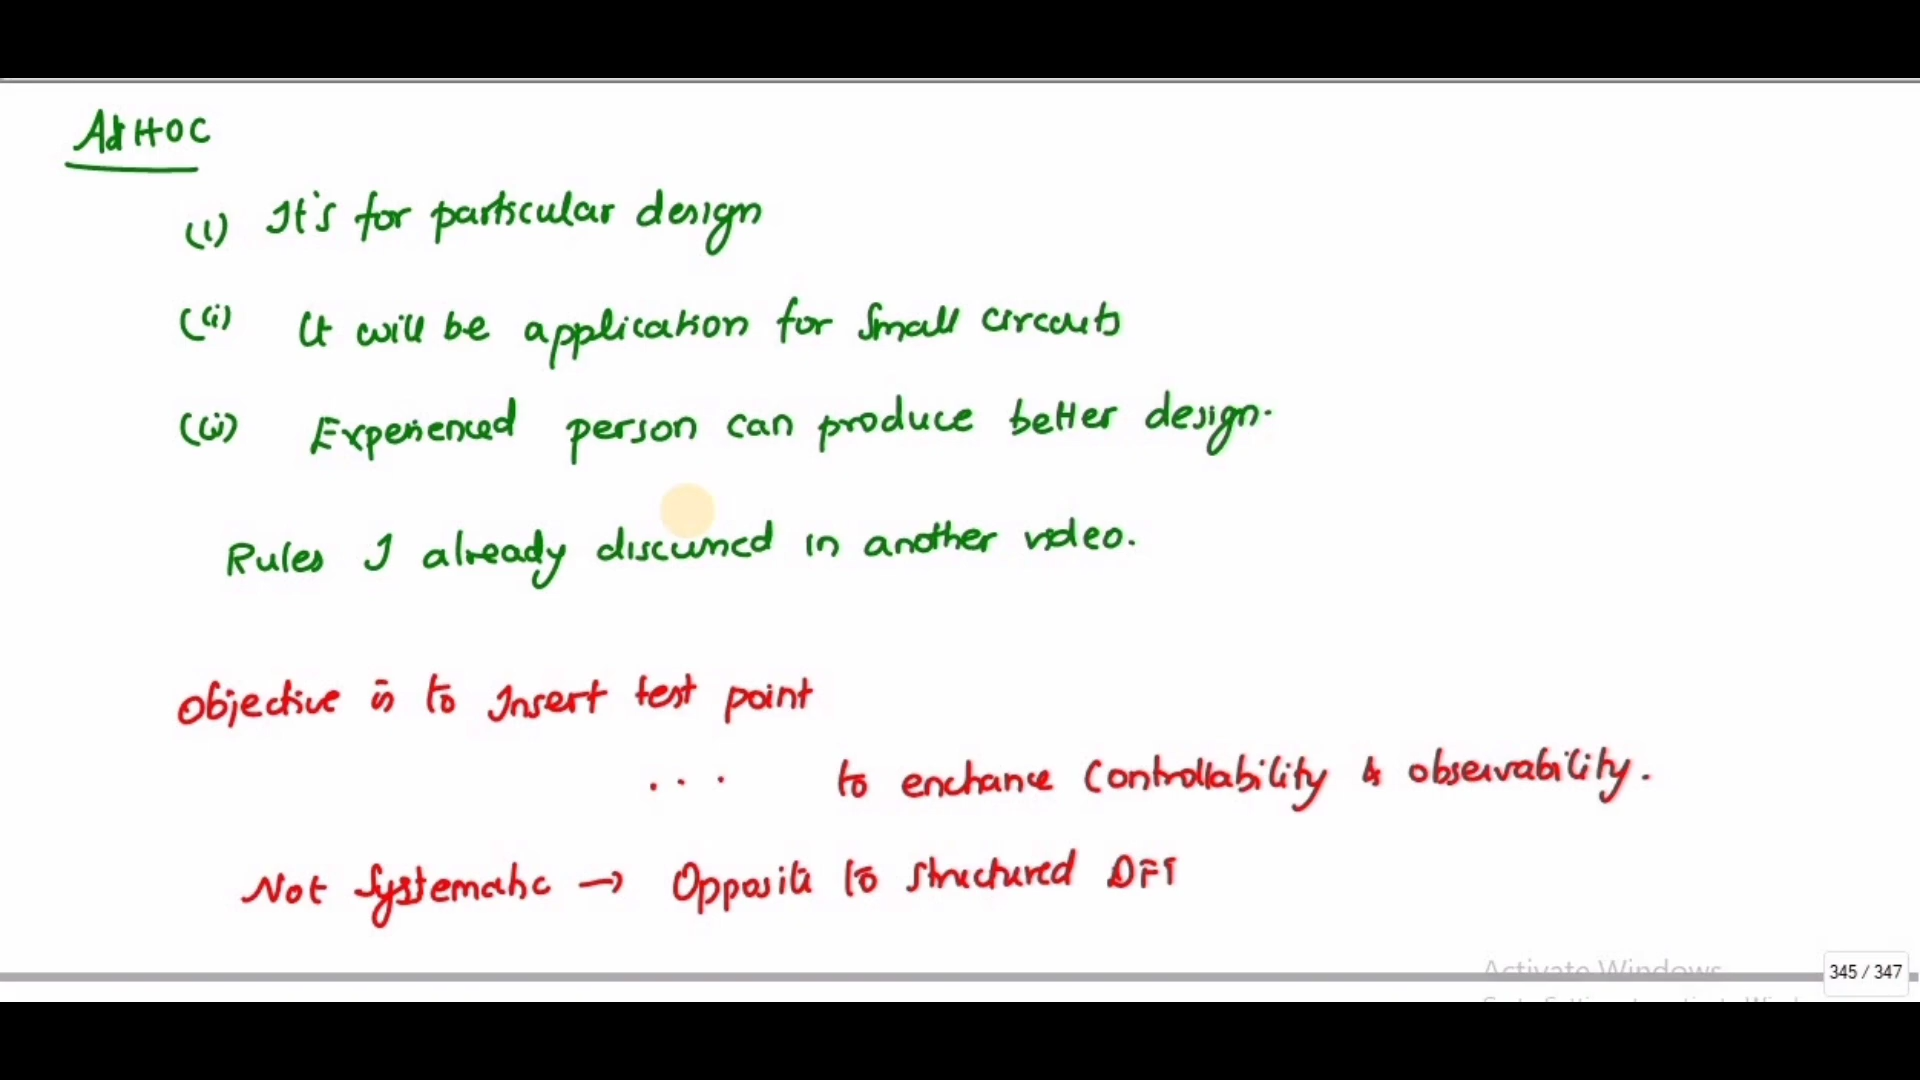 AdHOC
(i) It's for particular design
(ii) It will be application for small circuits
(iii) Experienced person can produce better design.
Rules I already discussed in another video.
Objective is to Insert test point
... to enchance Controllability & observability.
Not Systematic → Opposite to structured DFT
Activate Windows
345 / 347